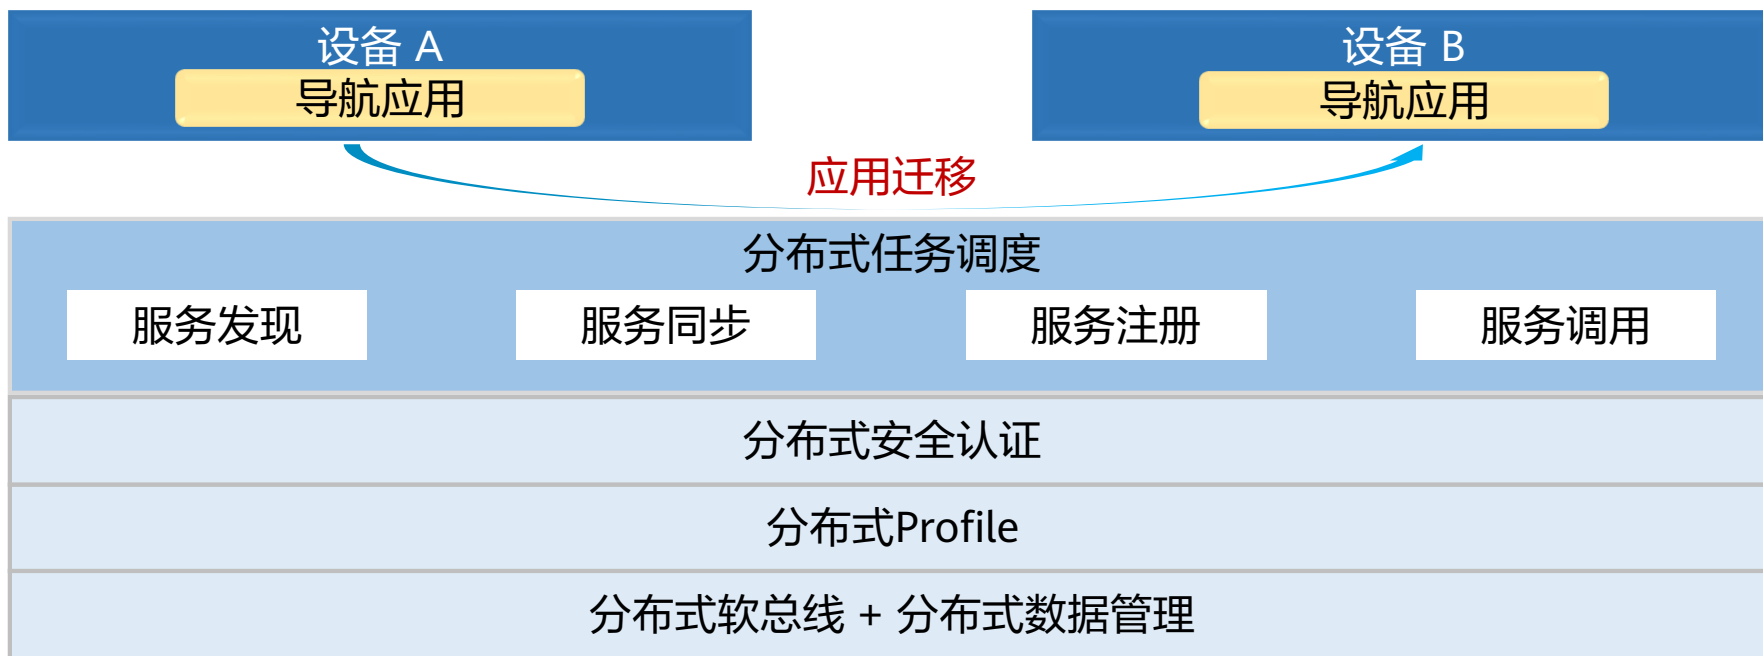 设备 A
导航应用
设备 B
导航应用
应用迁移
分布式任务调度
服务发现
服务同步
服务注册
服务调用
分布式安全认证
分布式Profile
分布式软总线 + 分布式数据管理